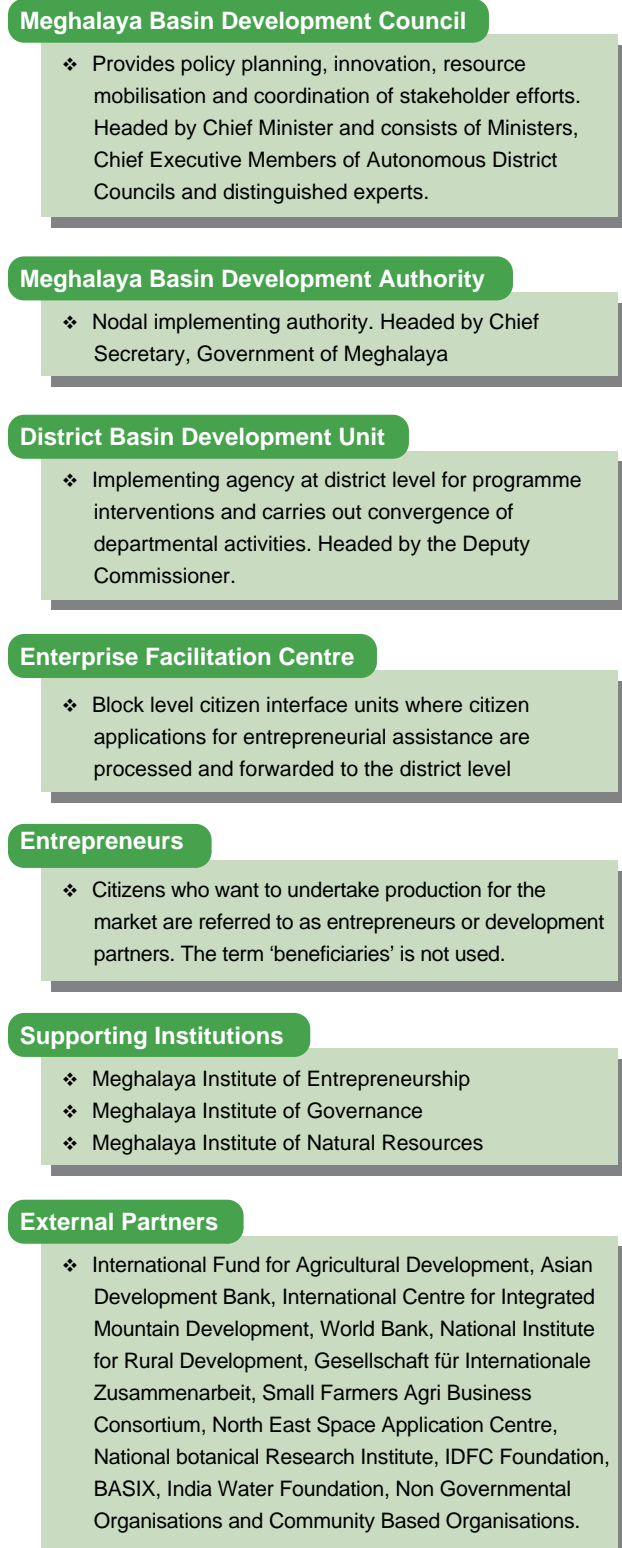 Meghalaya Basin Development Council
❖ Provides policy planning, innovation, resource
mobilisation and coordination of stakeholder efforts.
Headed by Chief Minister and consists of Ministers,
Chief Executive Members of Autonomous District
Councils and distinguished experts.
Meghalaya Basin Development Authority
❖ Nodal implementing authority. Headed by Chief
Secretary, Government of Meghalaya
District Basin Development Unit
❖ Implementing agency at district level for programme
interventions and carries out convergence of
departmental activities. Headed by the Deputy
Commissioner.
Enterprise Facilitation Centre
❖ Block level citizen interface units where citizen
applications for entrepreneurial assistance are
processed and forwarded to the district level
Entrepreneurs
❖ Citizens who want to undertake production for the
market are referred to as entrepreneurs or development
partners. The term ‘beneficiaries’ is not used.
Supporting Institutions
❖ Meghalaya Institute of Entrepreneurship
❖ Meghalaya Institute of Governance
❖ Meghalaya Institute of Natural Resources
External Partners
❖ International Fund for Agricultural Development, Asian
Development Bank, International Centre for Integrated
Mountain Development, World Bank, National Institute
for Rural Development, Gesellschaft für Internationale
Zusammenarbeit, Small Farmers Agri Business
Consortium, North East Space Application Centre,
National botanical Research Institute, IDFC Foundation,
BASIX, India Water Foundation, Non Governmental
Organisations and Community Based Organisations.